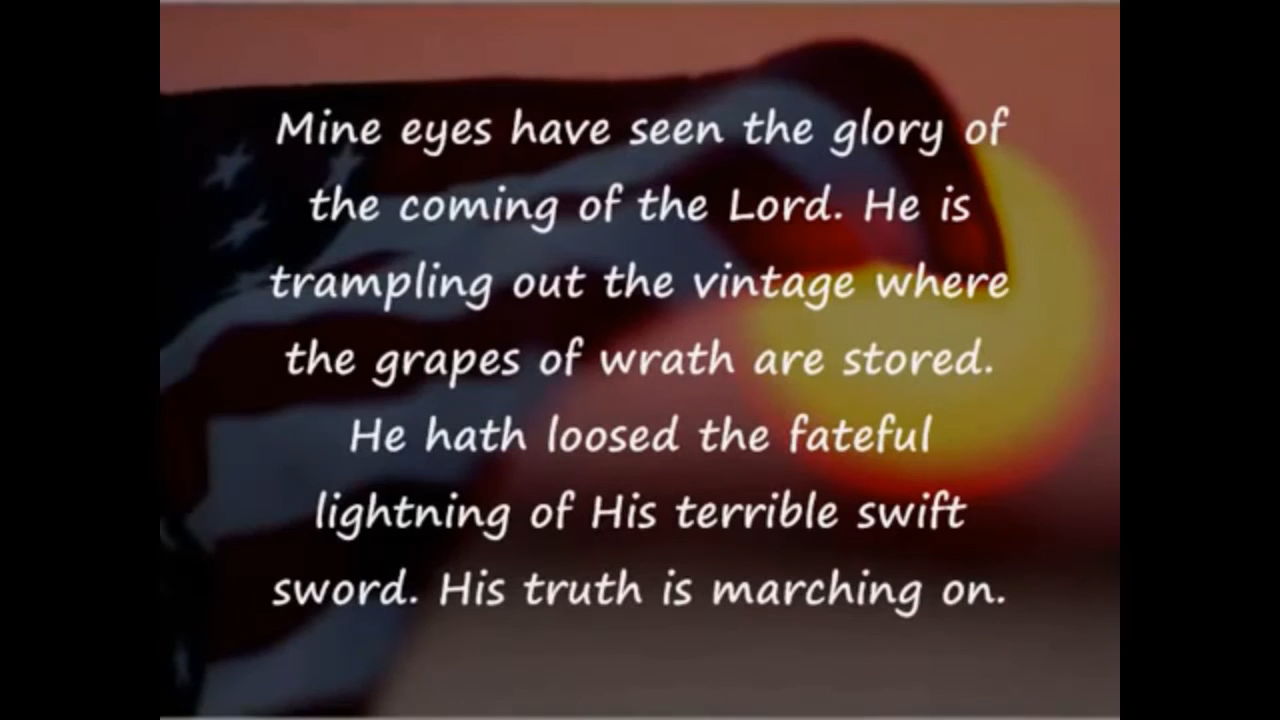 Mine eyes have seen the glory of
the coming of the Lord. He is
trampling out the vintage where
the grapes of wrath are stored.
He hath loosed the fateful
lightning of His terrible swift
sword. His truth is marching on.